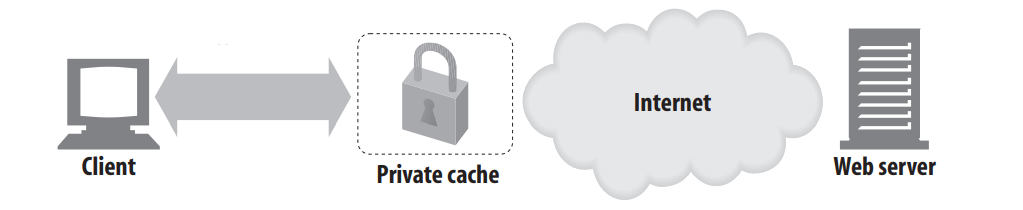 Client
Private cache
Internet
Web server